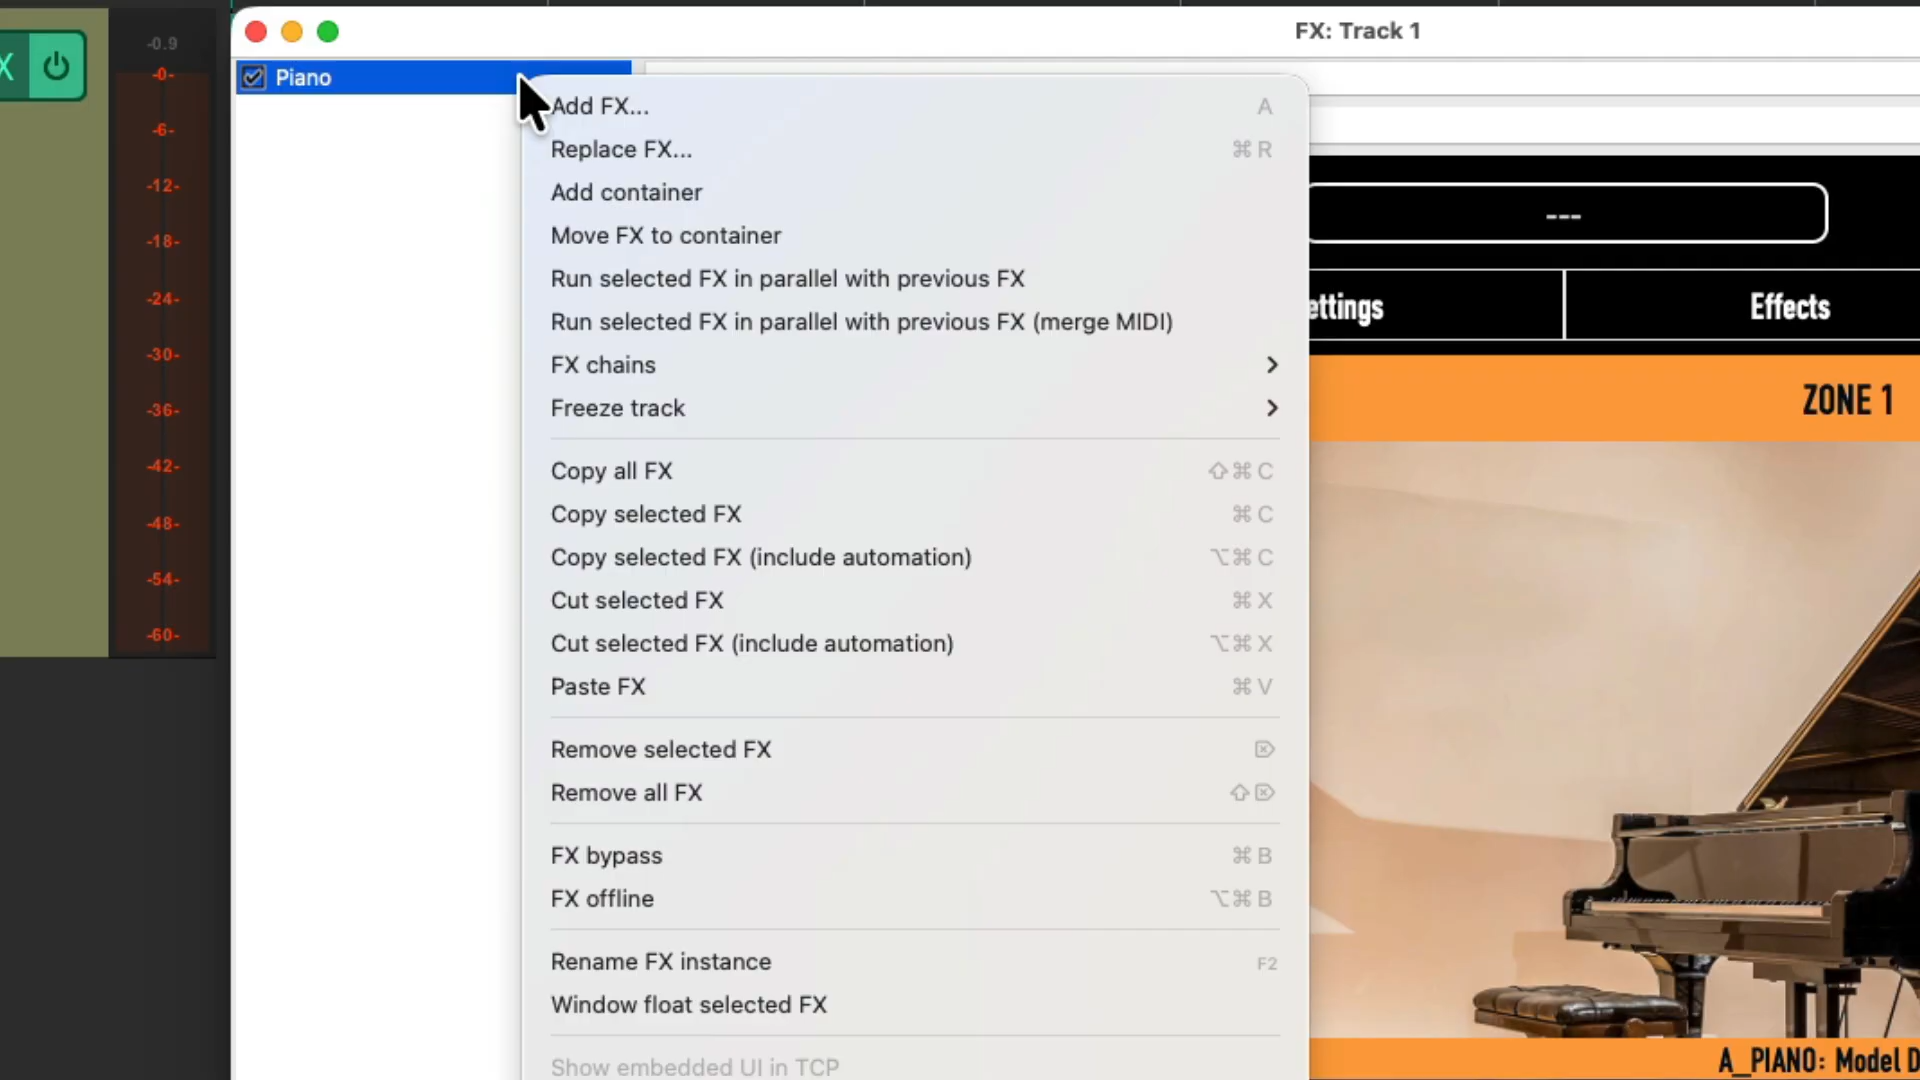 FX: Track 1
X
-0.9
-0-
-6-
-12-
-18-
-24-
-30-
-36-
-42-
-48-
-54-
-60-
Piano
Add FX... A
Replace FX... ⌘ R
Add container
Move FX to container
Run selected FX in parallel with previous FX
Run selected FX in parallel with previous FX (merge MIDI)
FX chains
Freeze track
Copy all FX ⇧⌘ C
Copy selected FX ⌘ C
Copy selected FX (include automation) ⌥⌘ C
Cut selected FX ⌘ X
Cut selected FX (include automation) ⌥⌘ X
Paste FX ⌘ V
Remove selected FX ⌦
Remove all FX ⇧⌦
FX bypass ⌘ B
FX offline ⌥⌘ B
Rename FX instance F2
Window float selected FX
Show embedded UI in TCP
---
ettings
Effects
ZONE 1
A_PIANO: Model D